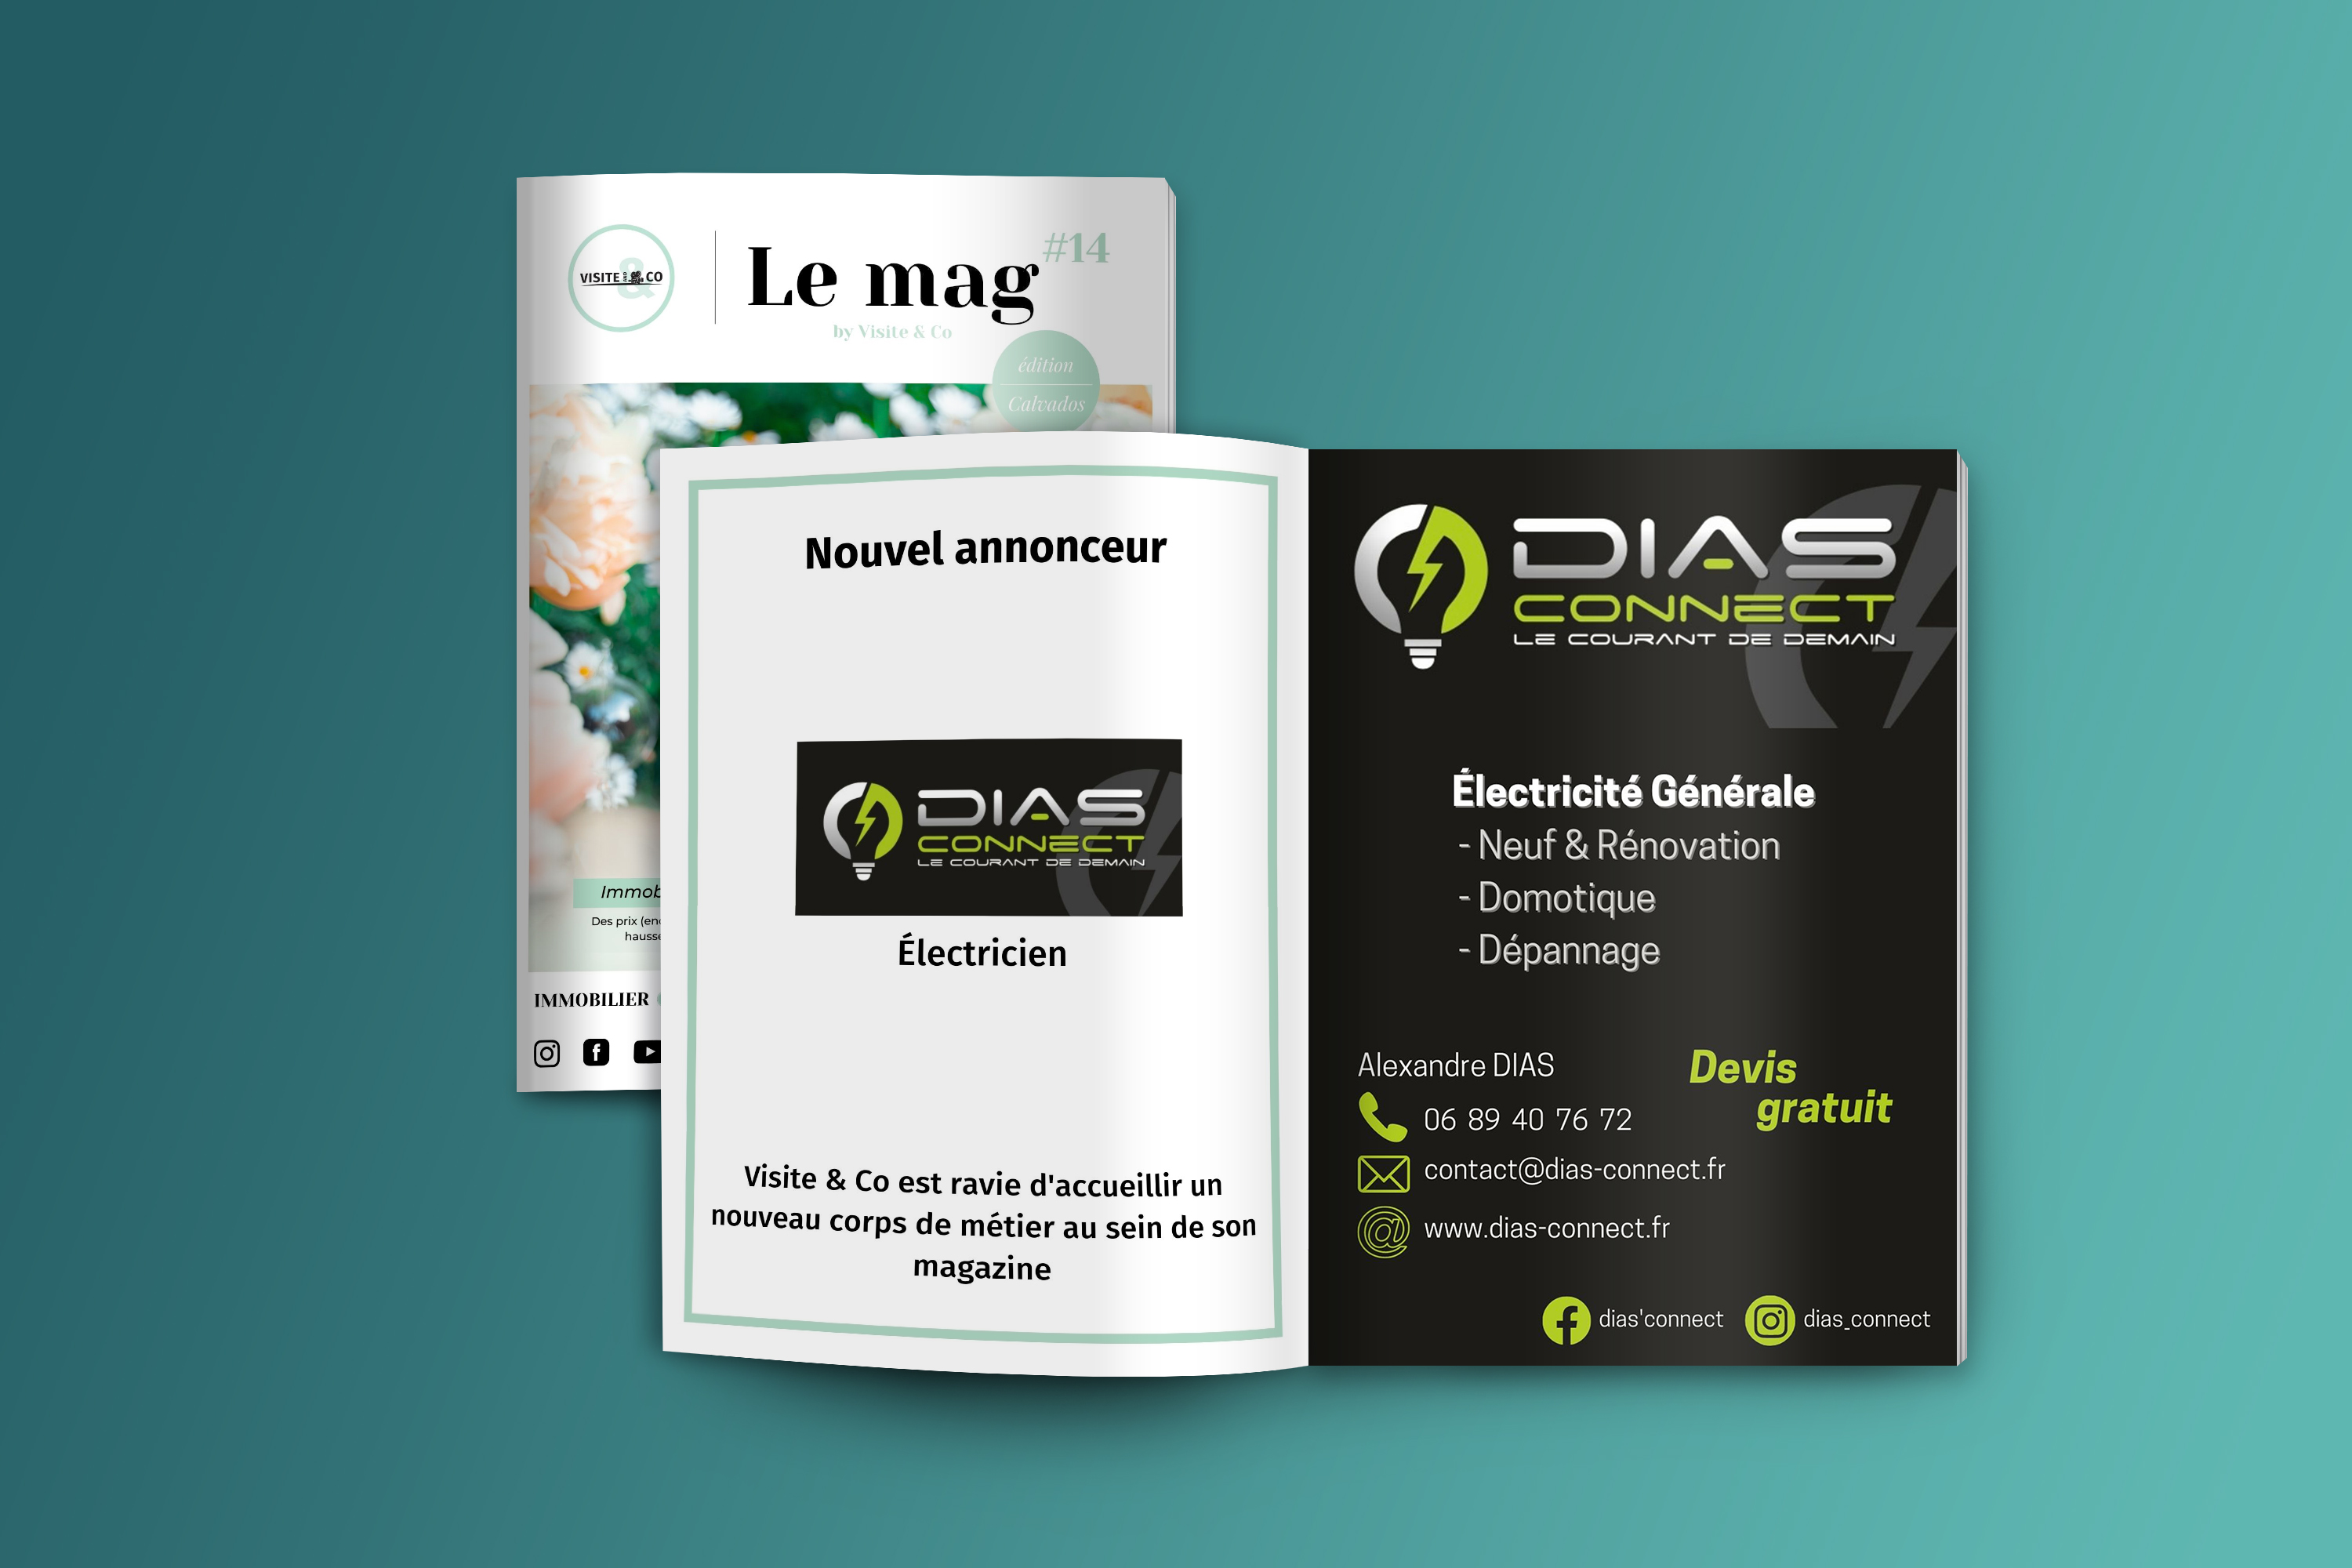 VISITE & CO
Le mag
#14
by Visite & Co
édition
Calvados
Immob
Des prix (en
hausse
IMMOBILIER
Nouvel annonceur
DIAS
CONNECT
LE COURANT DE DEMAIN
Électricien
Visite & Co est ravie d'accueillir un
nouveau corps de métier au sein de son
magazine
DIAS
CONNECT
LE COURANT DE DEMAIN
Électricité Générale
- Neuf & Rénovation
- Domotique
- Dépannage
Alexandre DIAS
Devis
gratuit
06 89 40 76 72
contact@dias-connect.fr
www.dias-connect.fr
dias'connect
dias_connect